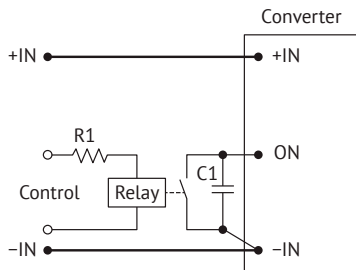 Converter
+IN
+IN
R1
ON
C1
Control
Relay
−IN
−IN